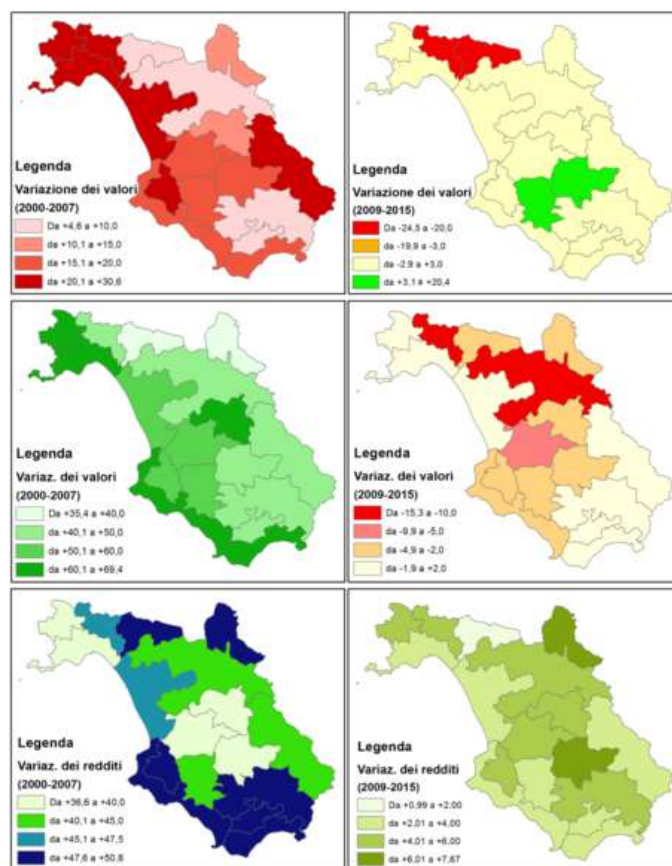 Legenda
Variazione dei valori
(2000-2007)
Da +4,6 a +10,0
da +10,1 a +15,0
da +15,1 a +20,0
da +20,1 a +30,6
Legenda
Variazione dei valori
(2009-2015)
Da -24,5 a -20,0
da -19,9 a -3,0
da -2,9 a +3,0
da +3,1 a +20,4
Legenda
Variaz. dei valori
(2000-2007)
Da +35,4 a +40,0
da +40,1 a +50,0
da +50,1 a +60,0
da +60,1 a +69,4
Legenda
Variaz. dei valori
(2009-2015)
Da -15,3 a -10,0
da -9,9 a -5,0
da -4,9 a -2,0
da -1,9 a +2,0
Legenda
Variaz. dei redditi
(2000-2007)
Da +36,6 a +40,0
da +40,1 a +45,0
da +45,1 a +47,5
da +47,6 a +50,8
Legenda
Variaz. dei redditi
(2009-2015)
Da +0,99 a +2,00
da +2,01 a +4,00
da +4,01 a +6,00
da +6,01 a +7,67